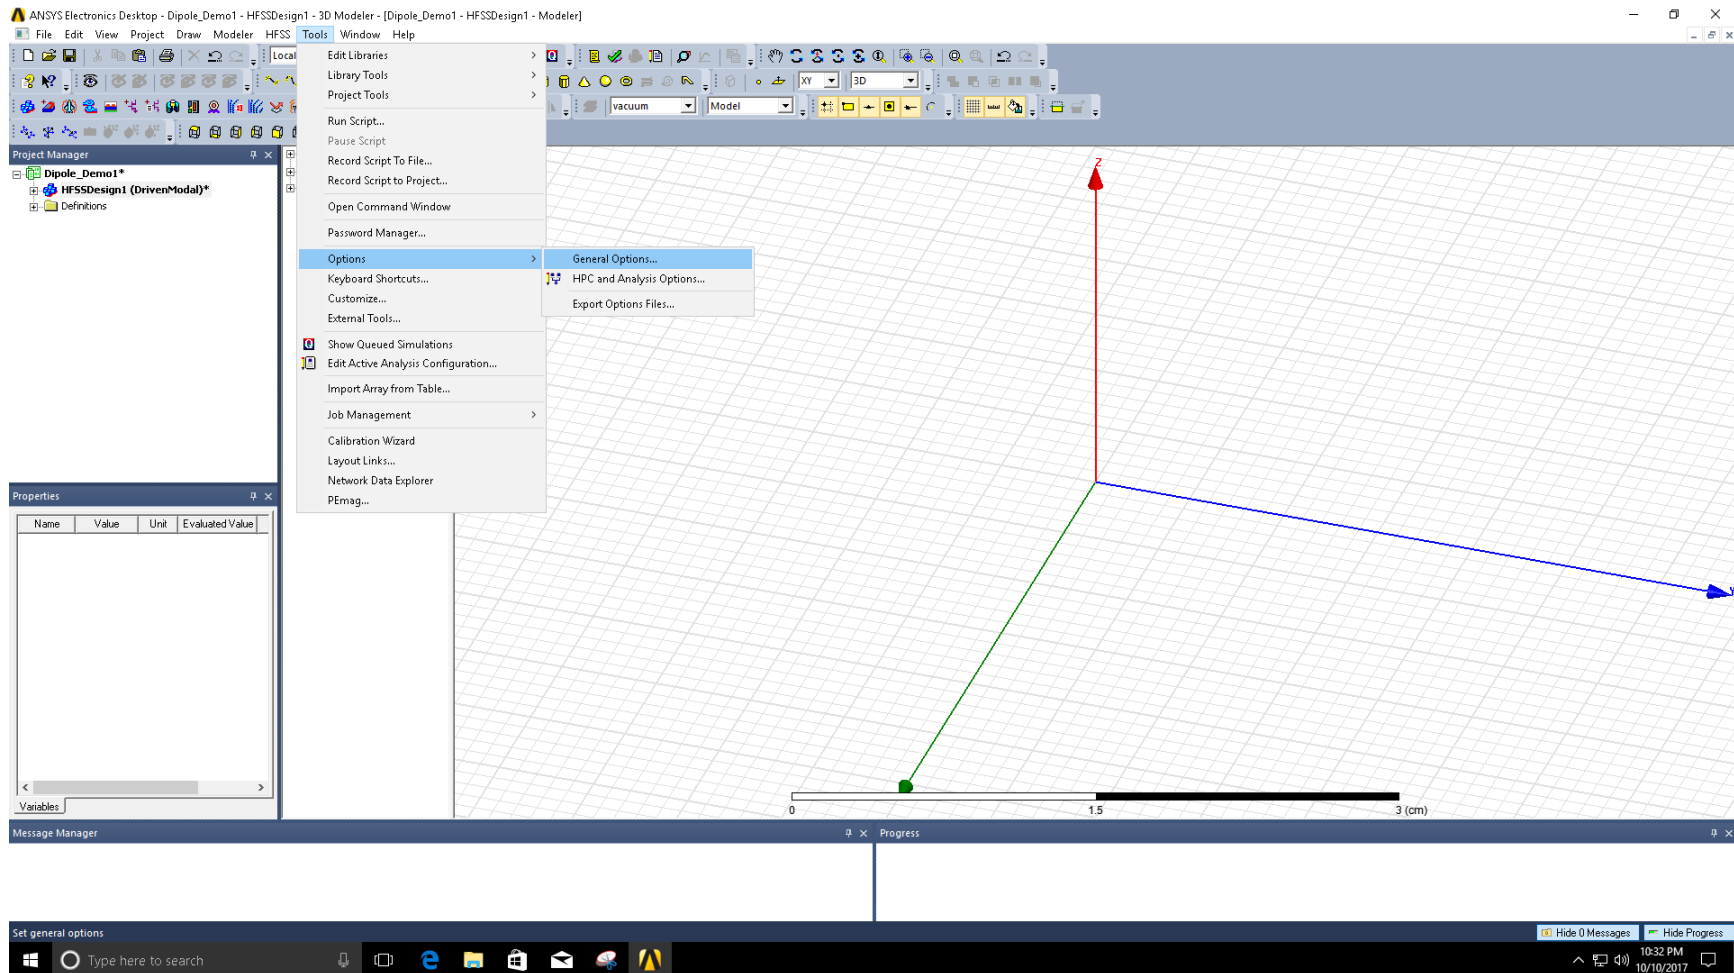 ANSYS Electronics Desktop - Dipole_Demo1 - HFSSDesign1 - 3D Modeler - [Dipole_Demo1 - HFSSDesign1 - Modeler]
File Edit View Project Draw Modeler HFSS Tools Window Help
Local
XY 3D
vacuum Model
Edit Libraries
Library Tools
Project Tools
Run Script...
Pause Script
Record Script To File...
Record Script to Project...
Open Command Window
Password Manager...
Options
Keyboard Shortcuts...
Customize...
External Tools...
Show Queued Simulations
Edit Active Analysis Configuration...
Import Array from Table...
Job Management
Calibration Wizard
Layout Links...
Network Data Explorer
PEmag...
General Options...
HPC and Analysis Options...
Export Options Files...
Project Manager
Dipole_Demo1*
HFSSDesign1 (DrivenModal)*
Definitions
Properties
Name Value Unit Evaluated Value
Variables
Z
0 1.5 3 (cm)
Message Manager
Progress
Set general options
Hide 0 Messages Hide Progress
Type here to search
10:32 PM
10/10/2017